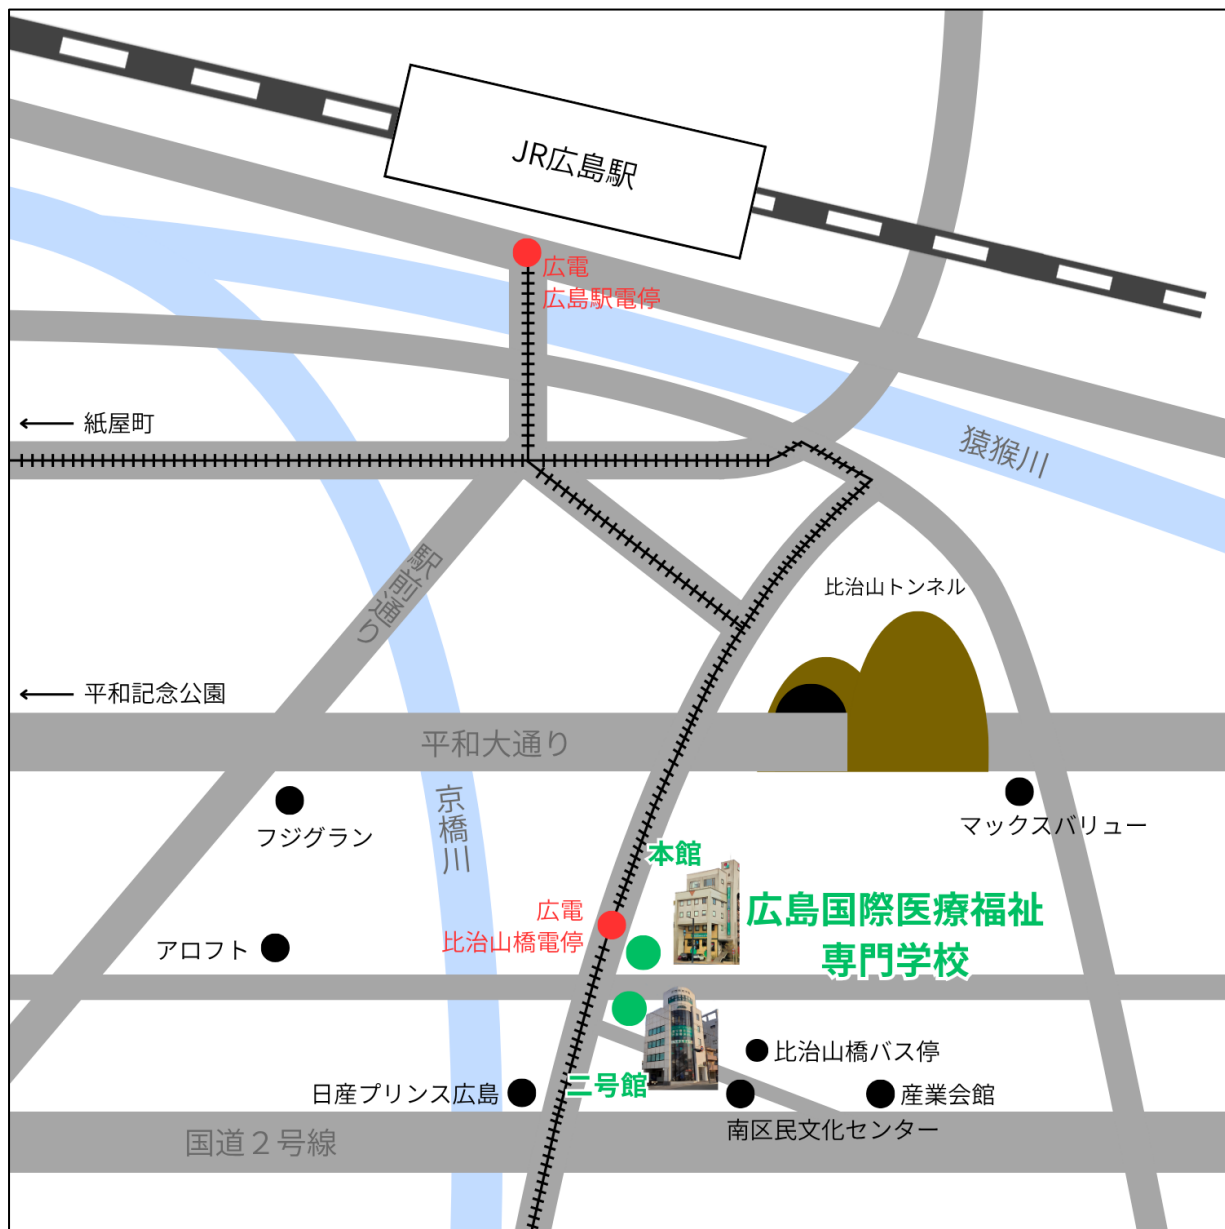 JR広島駅
広電
広島駅電停
紙屋町
猿猴川
駅前通り
比治山トンネル
平和記念公園
平和大通り
京橋川
フジグラン
マックスバリュー
本館
広島国際医療福祉
専門学校
広電
比治山橋電停
アロフト
比治山橋バス停
二号館
日産プリンス広島
産業会館
南区民文化センター
国道２号線